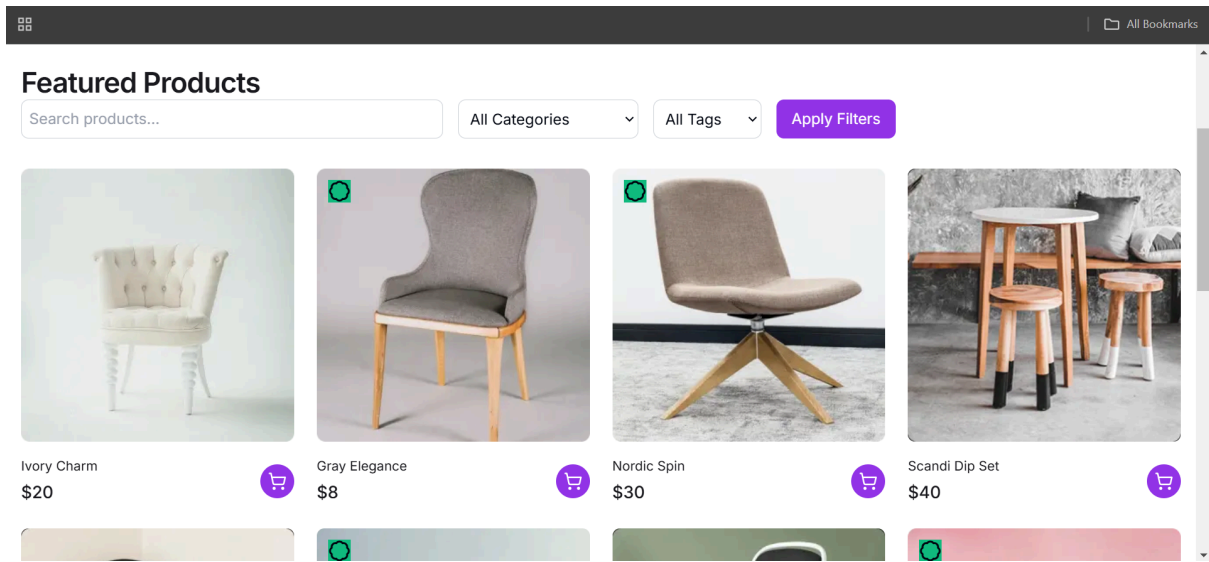 All Bookmarks
Featured Products
Search products...
All Categories
All Tags
Apply Filters
Ivory Charm
$20
Gray Elegance
$8
Nordic Spin
$30
Scandi Dip Set
$40